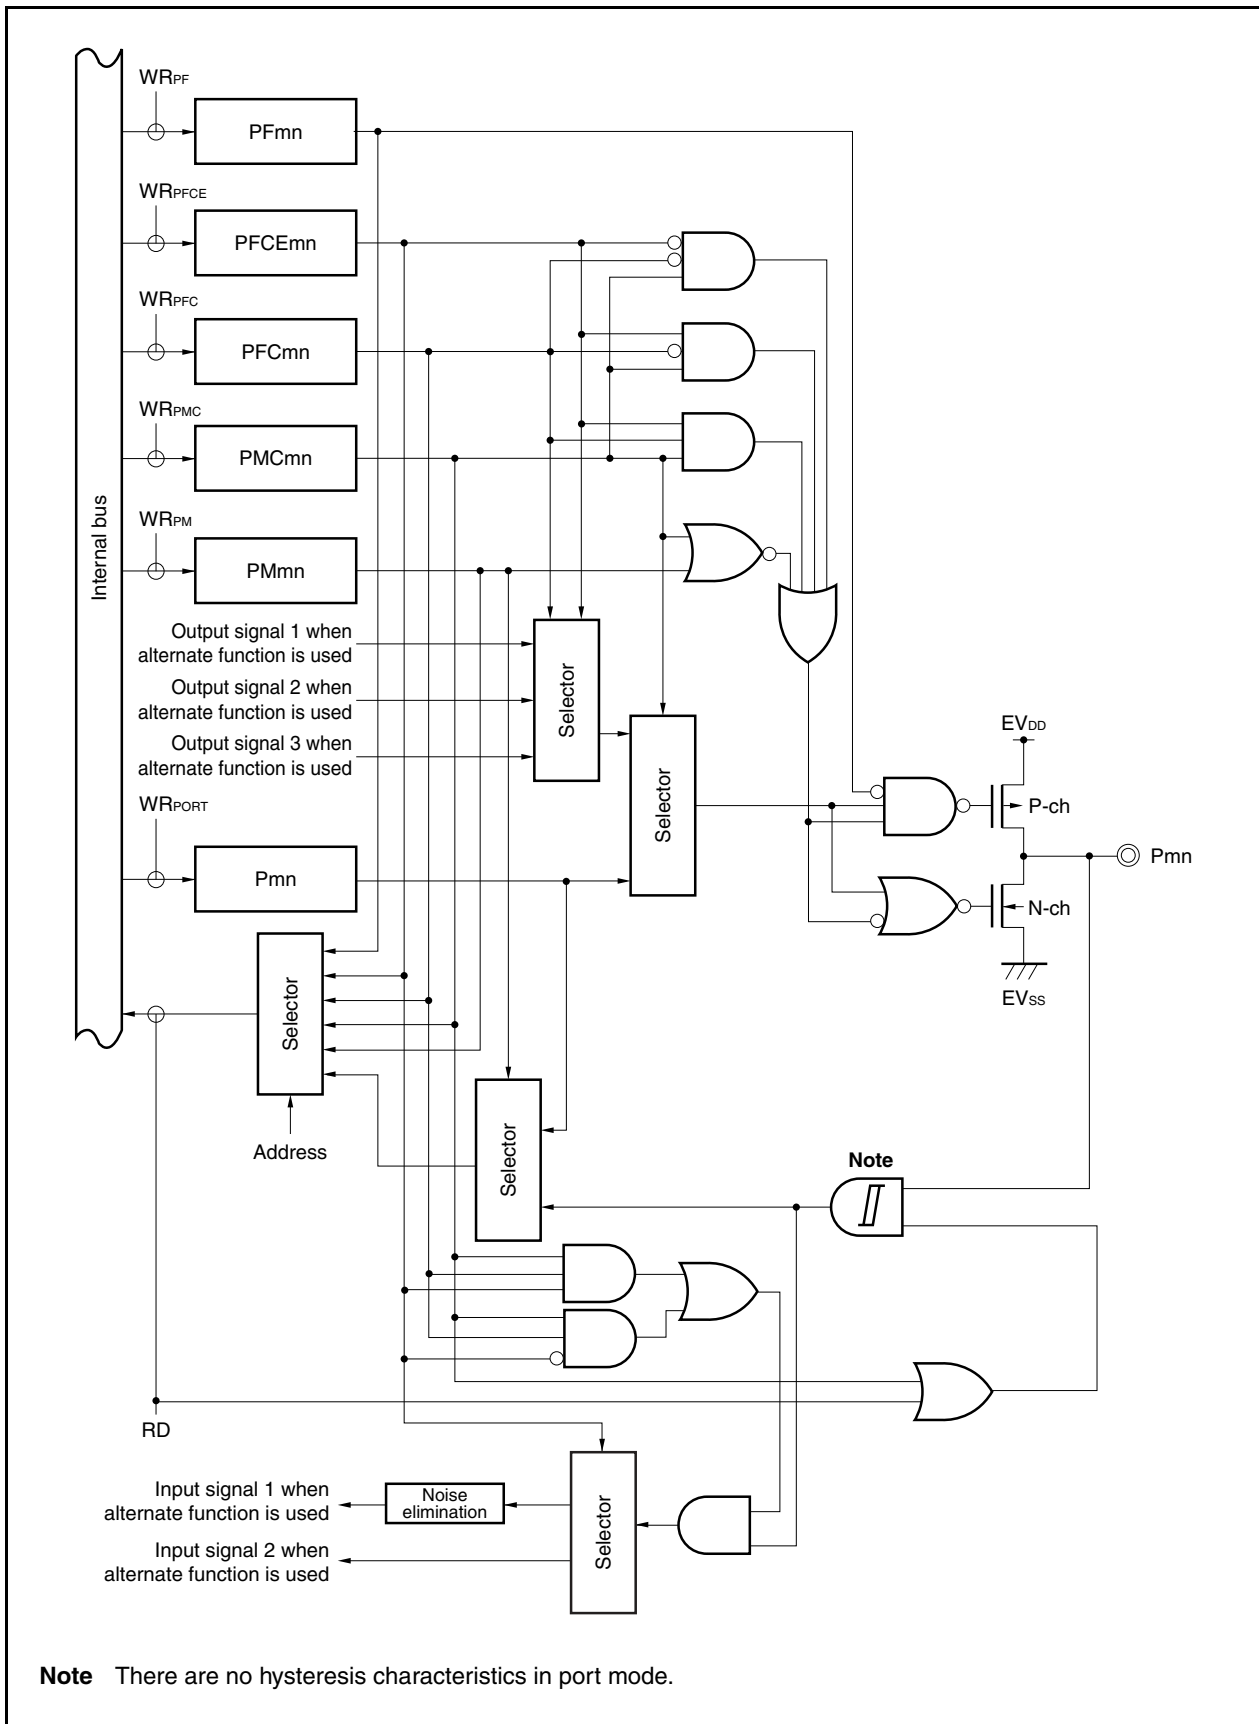 WRPF
PFmn
WRPFCE
PFCEmn
WRPFC
PFCmn
WRPMC
PMCmn
Internal bus
WRPM
PMmn
Output signal 1 when
alternate function is used
Output signal 2 when
alternate function is used
Output signal 3 when
alternate function is used
Selector
Selector
EVDD
P-ch
WRPORT
Pmn
Pmn
N-ch
EVSS
Selector
Address
Selector
Note
RD
Input signal 1 when
alternate function is used
Noise
elimination
Input signal 2 when
alternate function is used
Selector
Note There are no hysteresis characteristics in port mode.